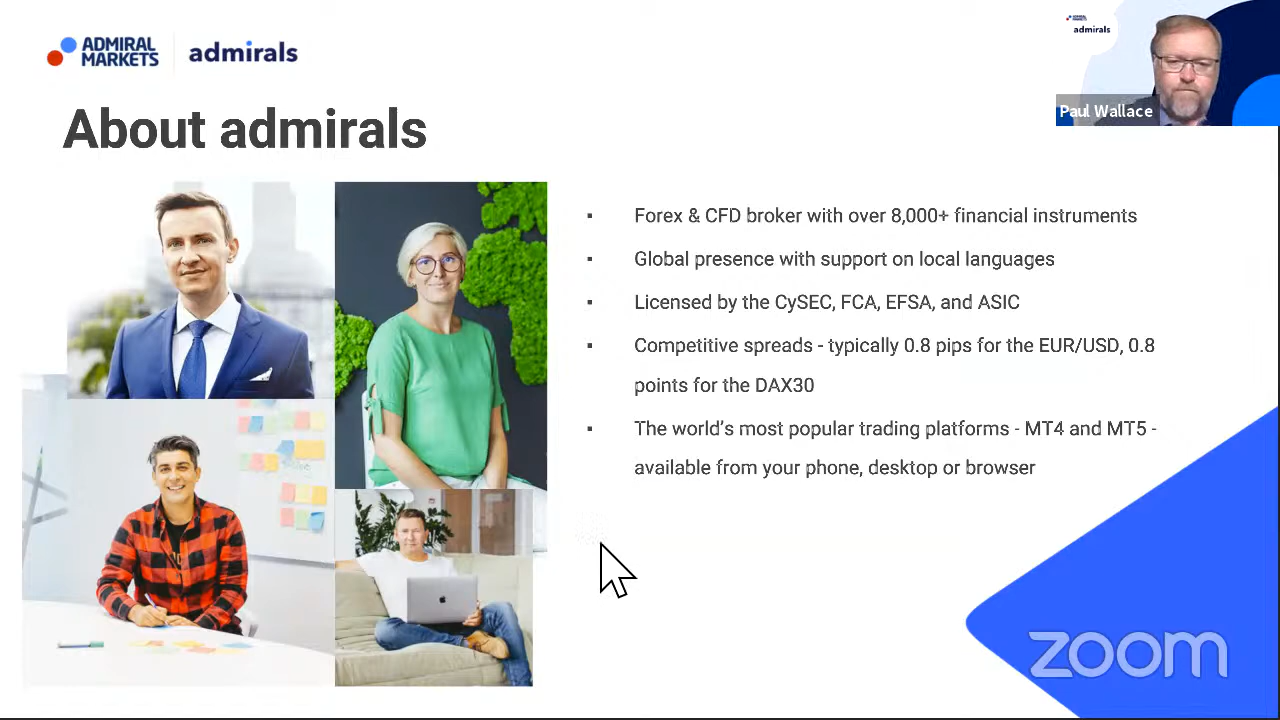 ADMIRAL
MARKETS
admirals
admirals
Paul Wallace
About admirals
▪ Forex & CFD broker with over 8,000+ financial instruments
▪ Global presence with support on local languages
▪ Licensed by the CySEC, FCA, EFSA, and ASIC
▪ Competitive spreads - typically 0.8 pips for the EUR/USD, 0.8
points for the DAX30
▪ The world’s most popular trading platforms - MT4 and MT5 -
available from your phone, desktop or browser
zoom